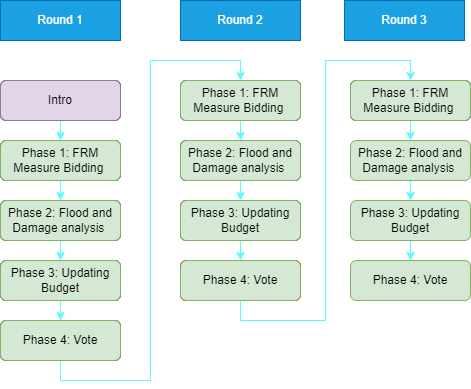 Round 1
Round 2
Round 3
Intro
Phase 1: FRM
Measure Bidding
Phase 2: Flood and
Damage analysis
Phase 3: Updating
Budget
Phase 4: Vote
Phase 1: FRM
Measure Bidding
Phase 2: Flood and
Damage analysis
Phase 3: Updating
Budget
Phase 4: Vote
Phase 1: FRM
Measure Bidding
Phase 2: Flood and
Damage analysis
Phase 3: Updating
Budget
Phase 4: Vote